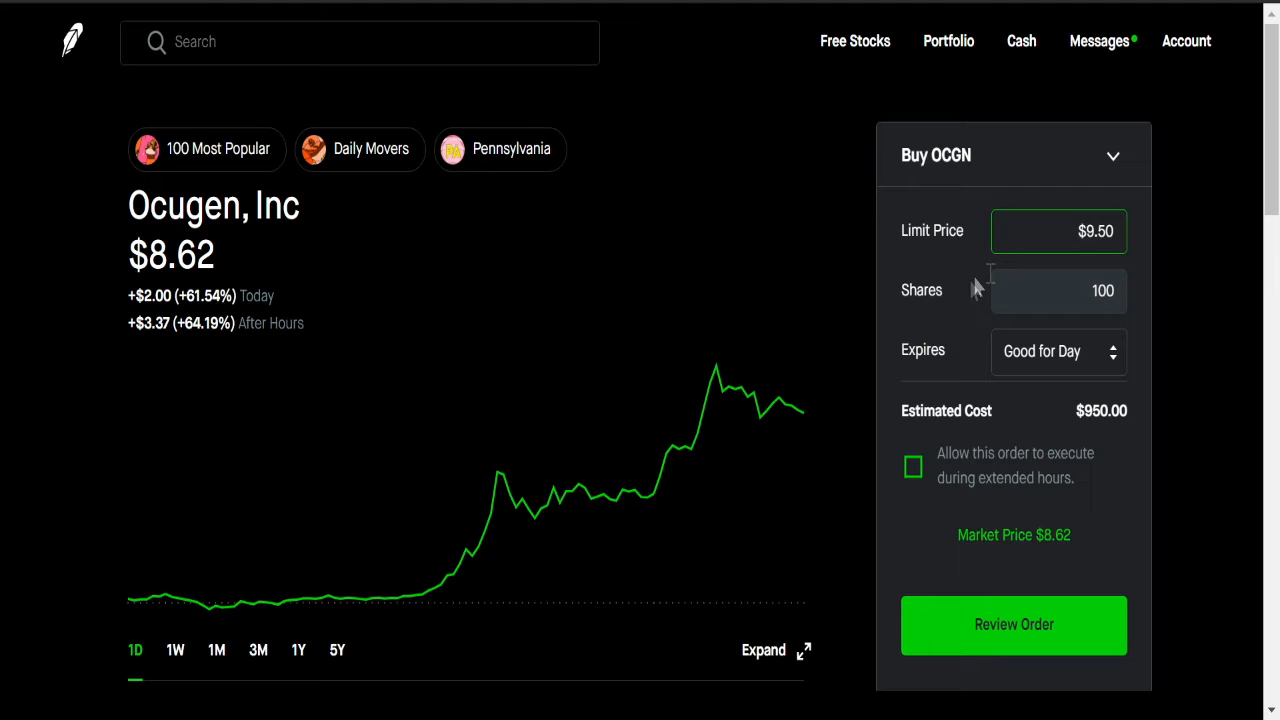 Search
Free Stocks
Portfolio
Cash
Messages
Account
100 Most Popular
Daily Movers
PA
Pennsylvania
Ocugen, Inc
$8.62
+$2.00 (+61.54%) Today
+$3.37 (+64.19%) After Hours
1D
1W
1M
3M
1Y
5Y
Expand
Buy OCGN
Limit Price
$9.50
Shares
100
Expires
Good for Day
Estimated Cost
$950.00
Allow this order to execute
during extended hours.
Market Price $8.62
Review Order